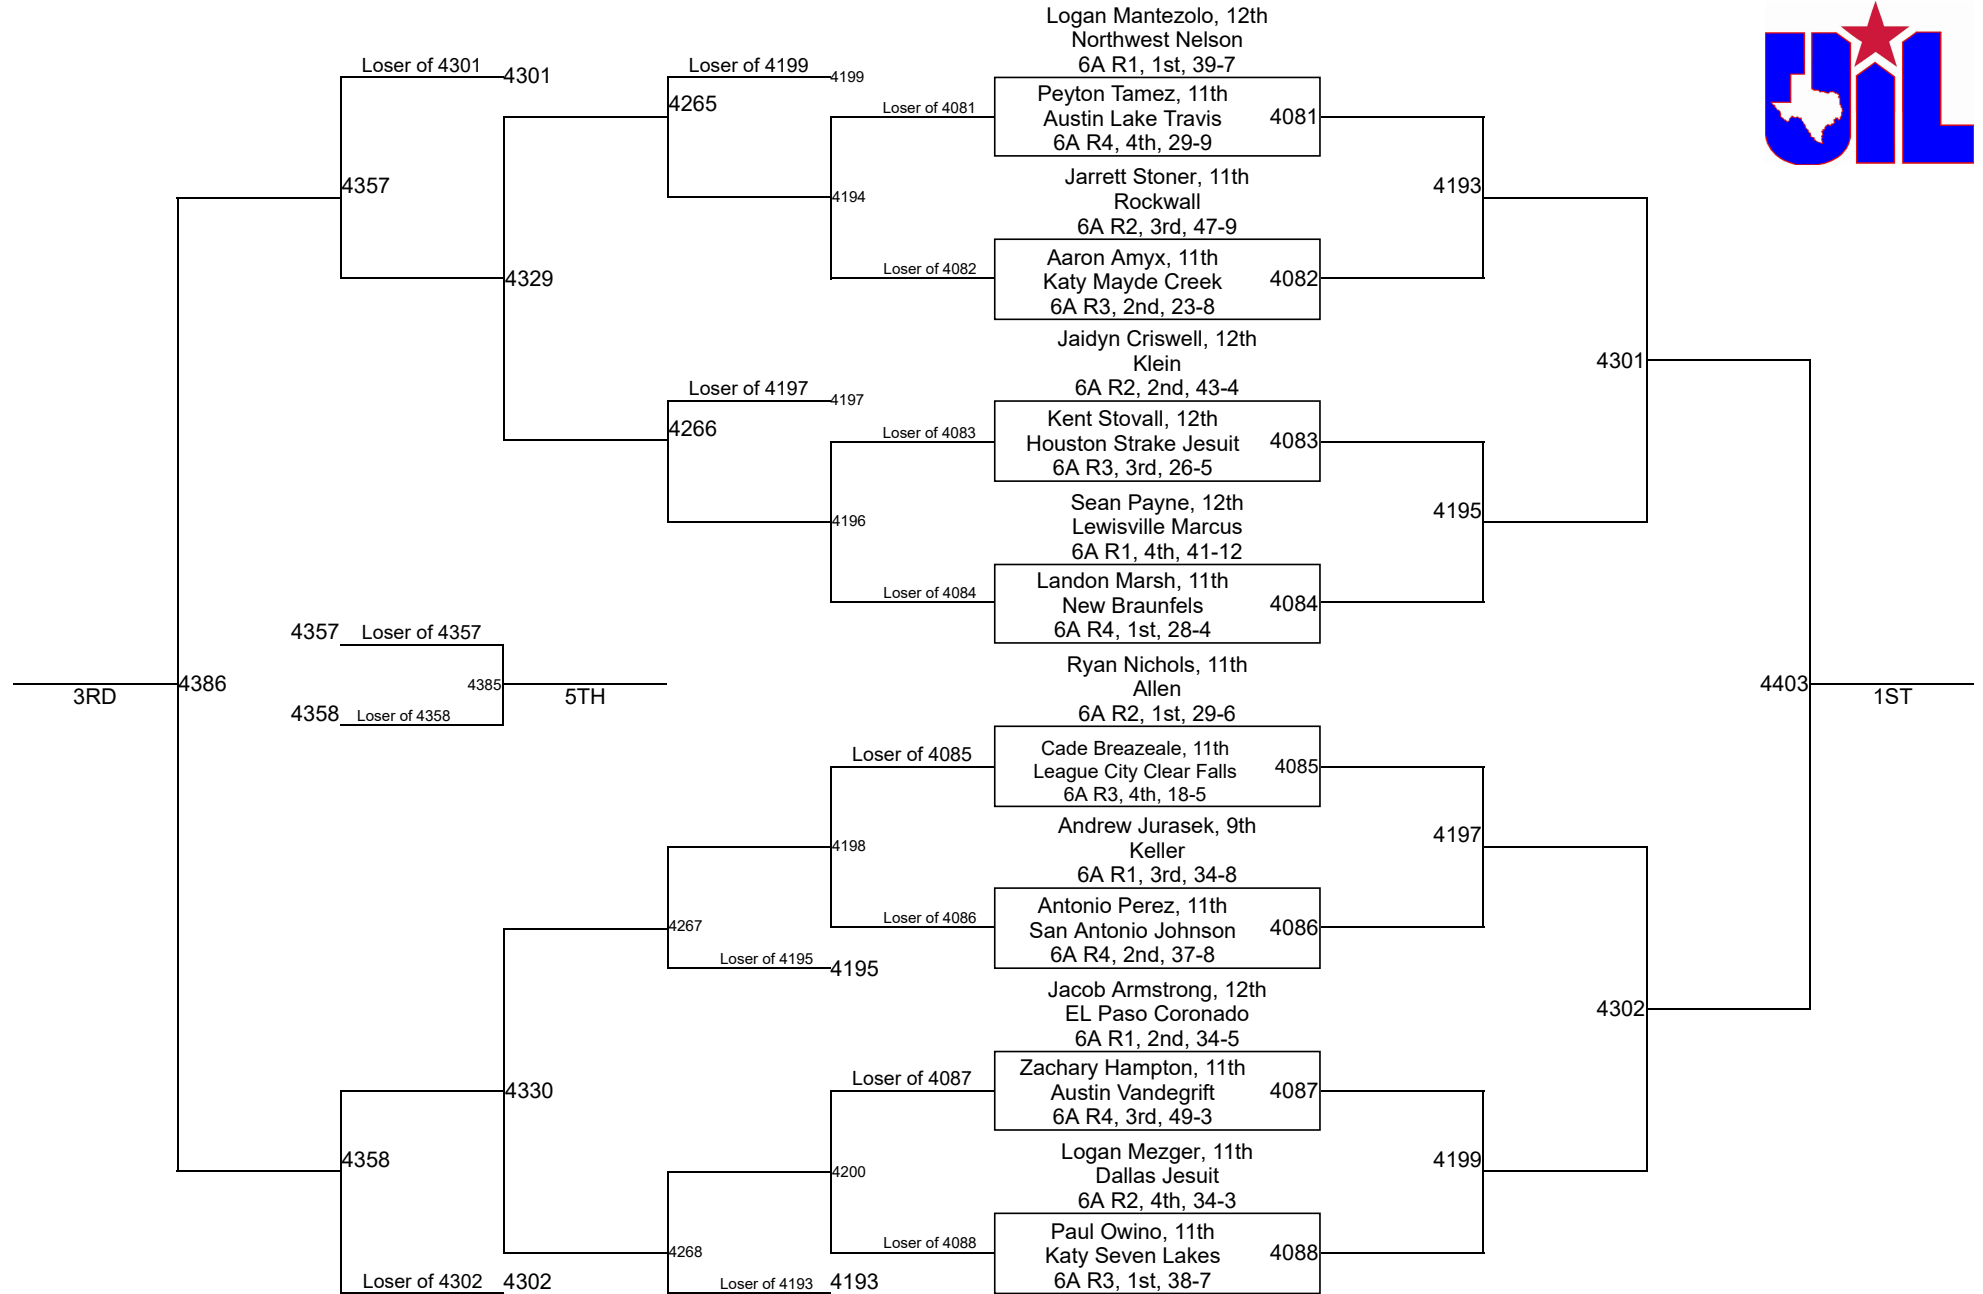 Logan Mantezolo, 12th
Northwest Nelson
6A R1, 1st, 39-7
Loser of 4301 4301
Loser of 4199 4199
4265
Loser of 4081
Peyton Tamez, 11th
Austin Lake Travis
6A R4, 4th, 29-9
4081
UIL
4357
4194
Jarrett Stoner, 11th
Rockwall
6A R2, 3rd, 47-9
4193
4329
Loser of 4082
Aaron Amyx, 11th
Katy Mayde Creek
6A R3, 2nd, 23-8
4082
Jaidyn Criswell, 12th
Klein
6A R2, 2nd, 43-4
4301
Loser of 4197 4197
4266
Loser of 4083
Kent Stovall, 12th
Houston Strake Jesuit
6A R3, 3rd, 26-5
4083
4196
Sean Payne, 12th
Lewisville Marcus
6A R1, 4th, 41-12
4195
Loser of 4084
Landon Marsh, 11th
New Braunfels
6A R4, 1st, 28-4
4084
4357 Loser of 4357
3RD
4386
4385
5TH
4358 Loser of 4358
Ryan Nichols, 11th
Allen
6A R2, 1st, 29-6
4403
1ST
Loser of 4085
Cade Breazeale, 11th
League City Clear Falls
6A R3, 4th, 18-5
4085
4198
Andrew Jurasek, 9th
Keller
6A R1, 3rd, 34-8
4197
4267
Loser of 4086
Antonio Perez, 11th
San Antonio Johnson
6A R4, 2nd, 37-8
4086
Loser of 4195 4195
Jacob Armstrong, 12th
EL Paso Coronado
6A R1, 2nd, 34-5
4302
4330
Loser of 4087
Zachary Hampton, 11th
Austin Vandegrift
6A R4, 3rd, 49-3
4087
4358
4200
Logan Mezger, 11th
Dallas Jesuit
6A R2, 4th, 34-3
4199
4268
Loser of 4088
Paul Owino, 11th
Katy Seven Lakes
6A R3, 1st, 38-7
4088
Loser of 4302 4302
Loser of 4193 4193